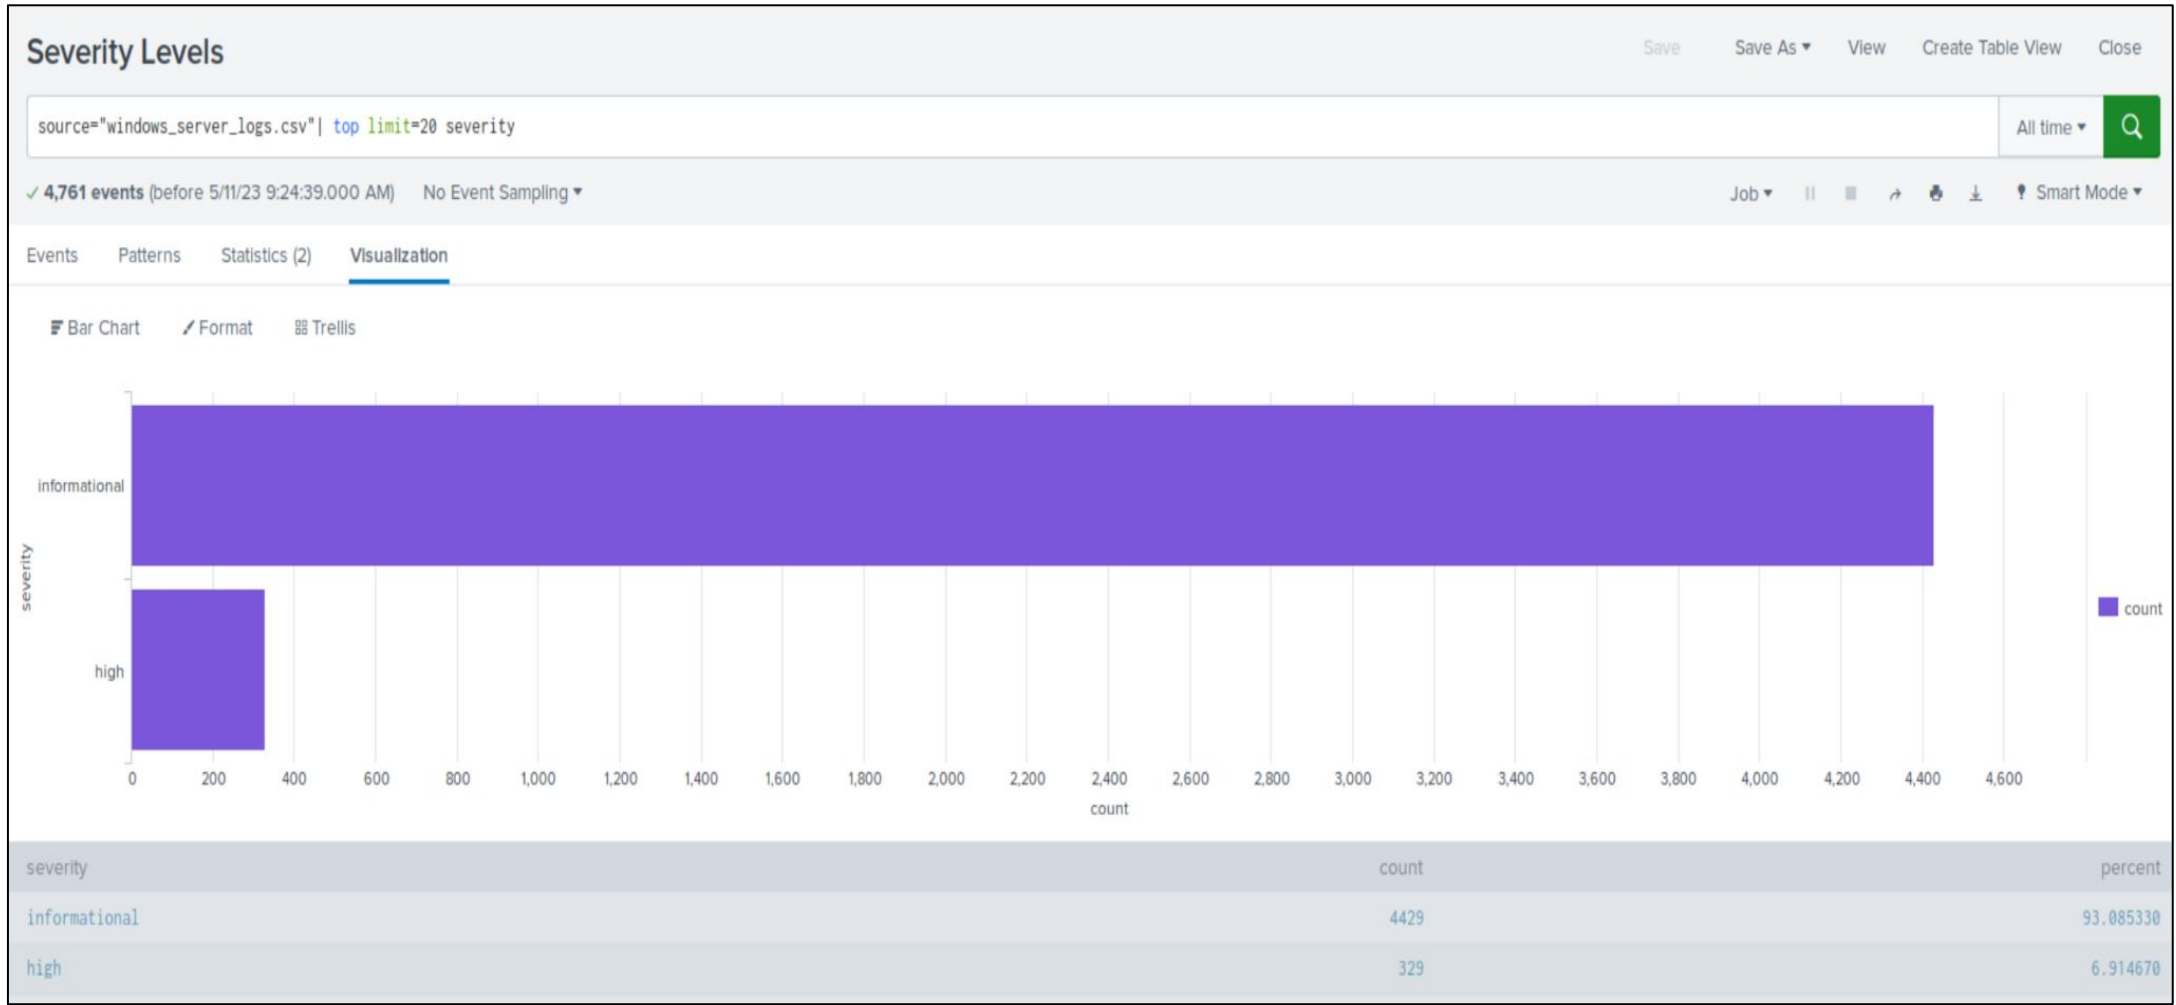 Severity Levels
Save Save As View Create Table View Close
source="windows_server_logs.csv"| top limit=20 severity
All time
4,761 events (before 5/11/23 9:24:39.000 AM) No Event Sampling
Job Smart Mode
Events Patterns Statistics (2) Visualization
Bar Chart Format Trellis
informational
severity
count
high
0 200 400 600 800 1,000 1,200 1,400 1,600 1,800 2,000 2,200 2,400 2,600 2,800 3,000 3,200 3,400 3,600 3,800 4,000 4,200 4,400 4,600
count
severity count percent
informational 4429 93.085330
high 329 6.914670